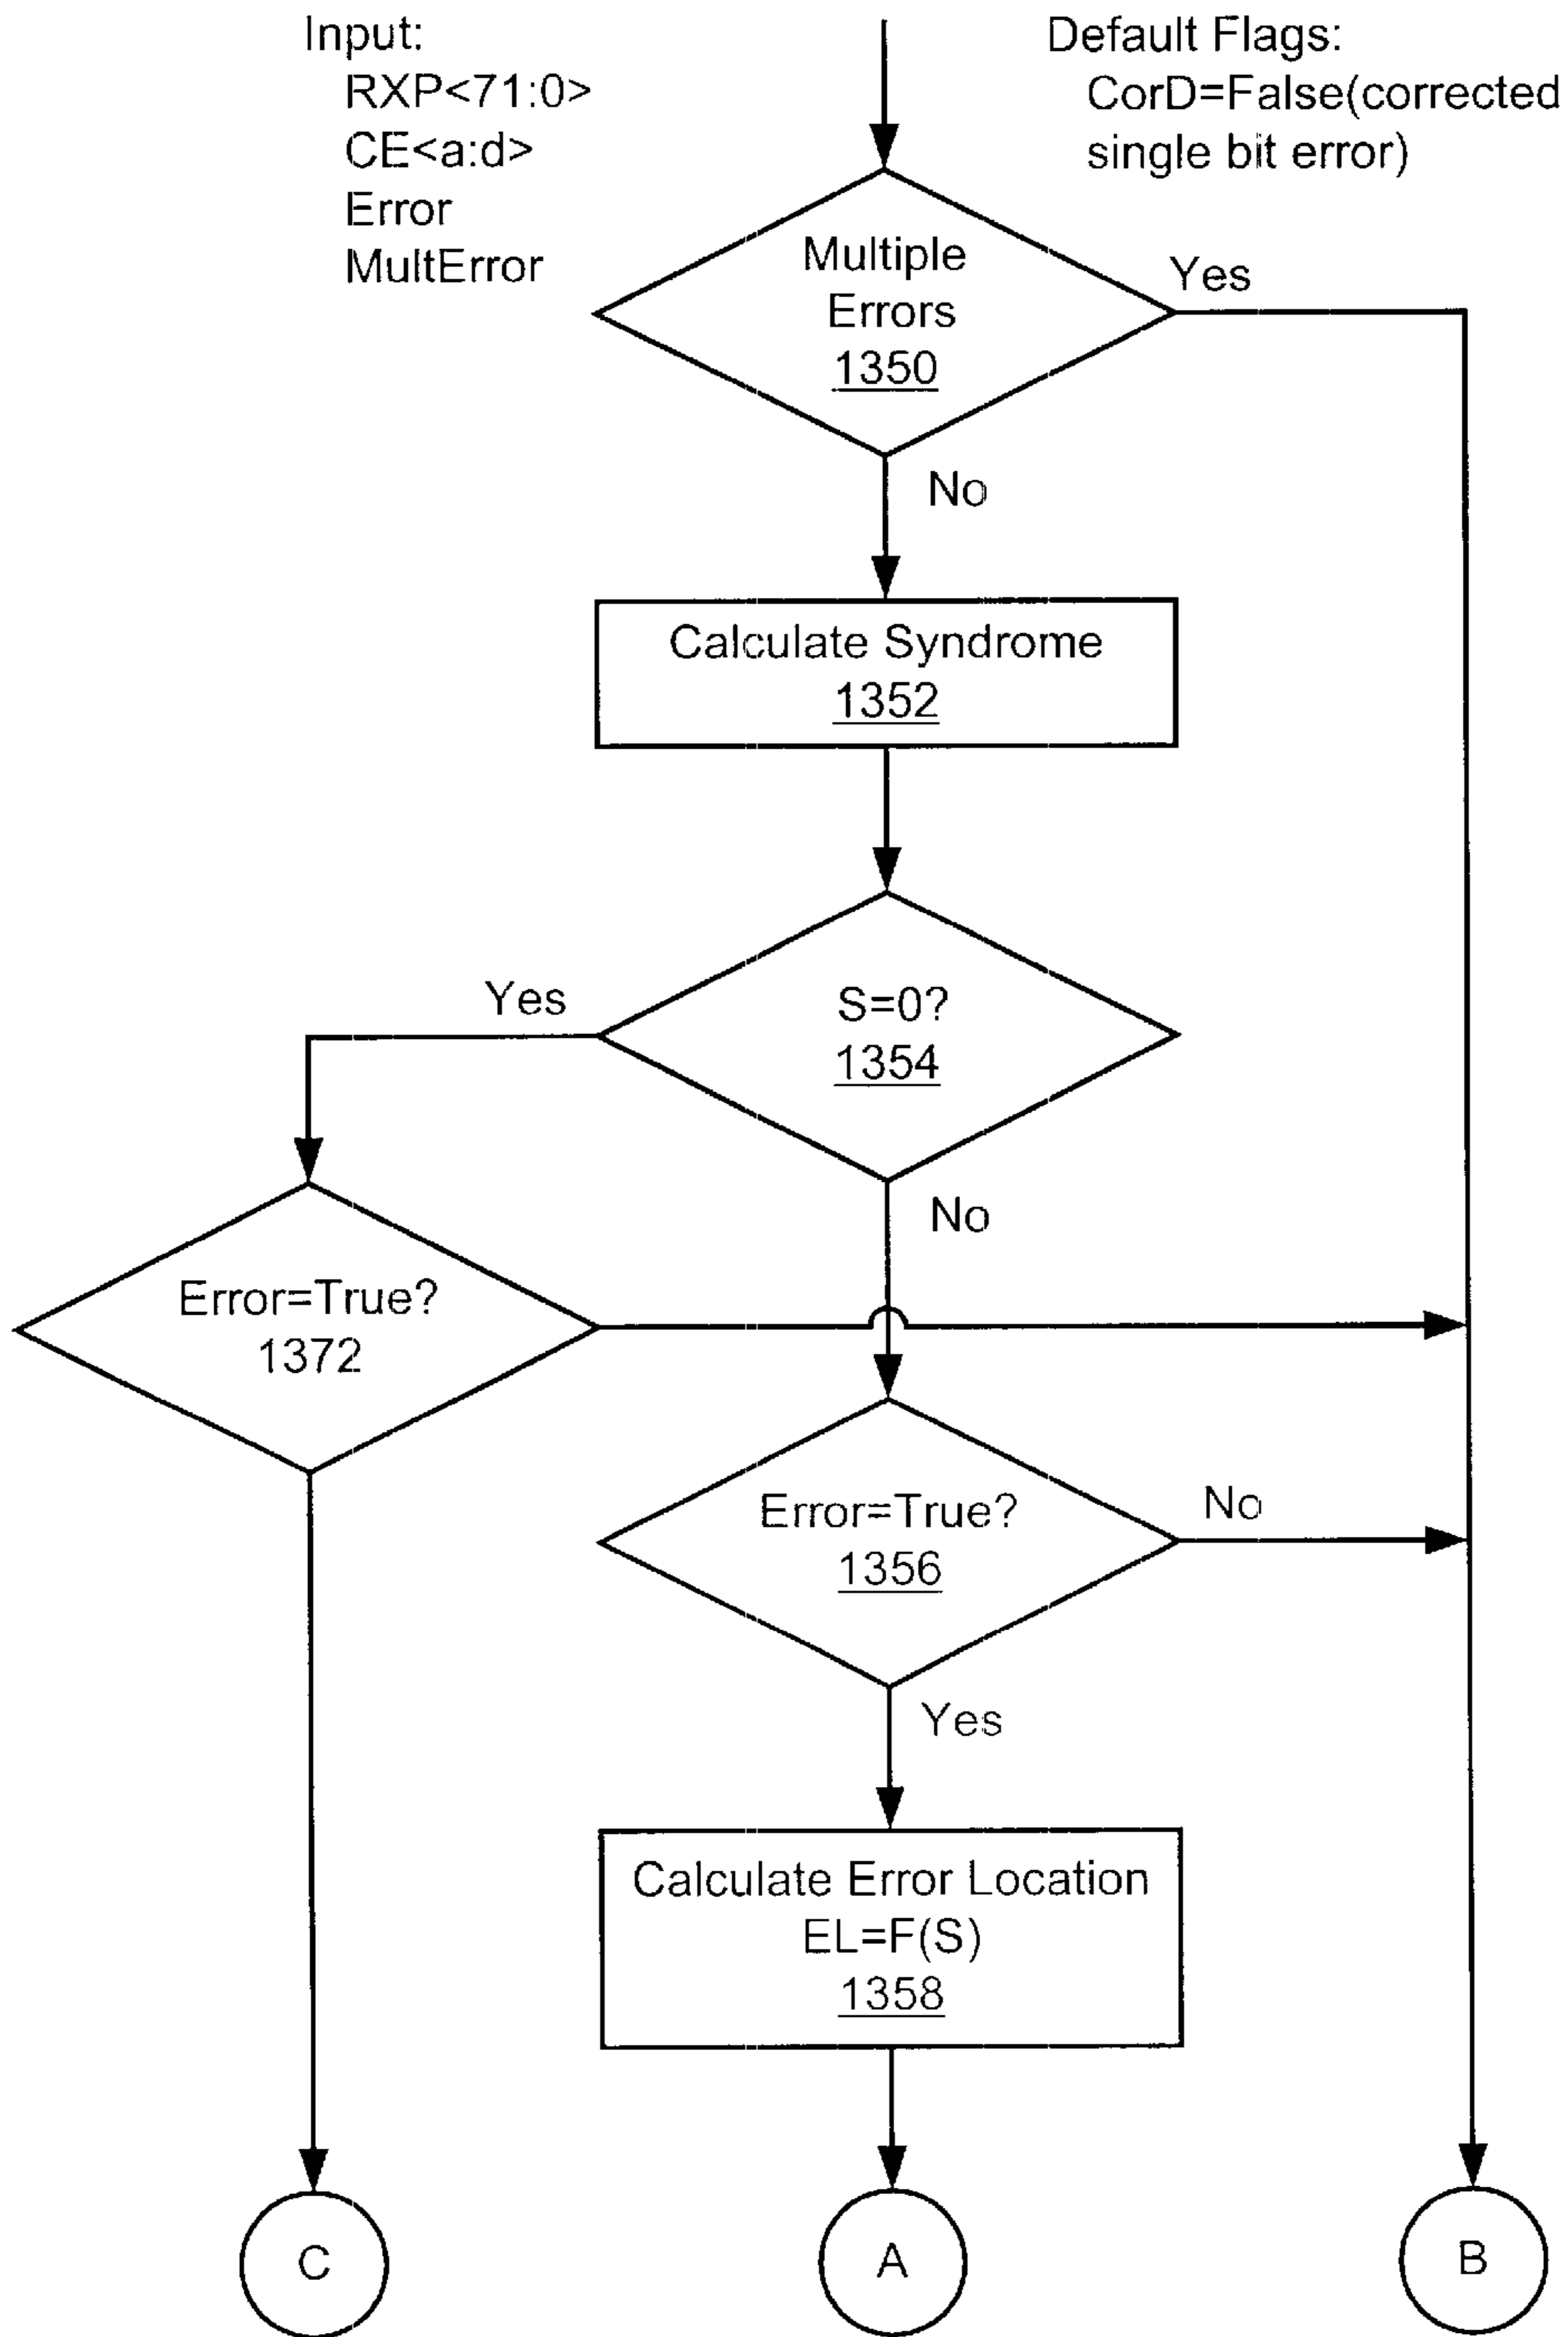 Input:
RXP<71:0>
CE<a:d>
Error
MultError
Default Flags:
CorD=False(corrected
single bit error)
Multiple
Errors
1350
Yes
No
Calculate Syndrome
1352
S=0?
1354
Yes
No
Error=True?
1372
Error=True?
1356
No
Yes
Calculate Error Location
EL=F(S)
1358
C
A
B